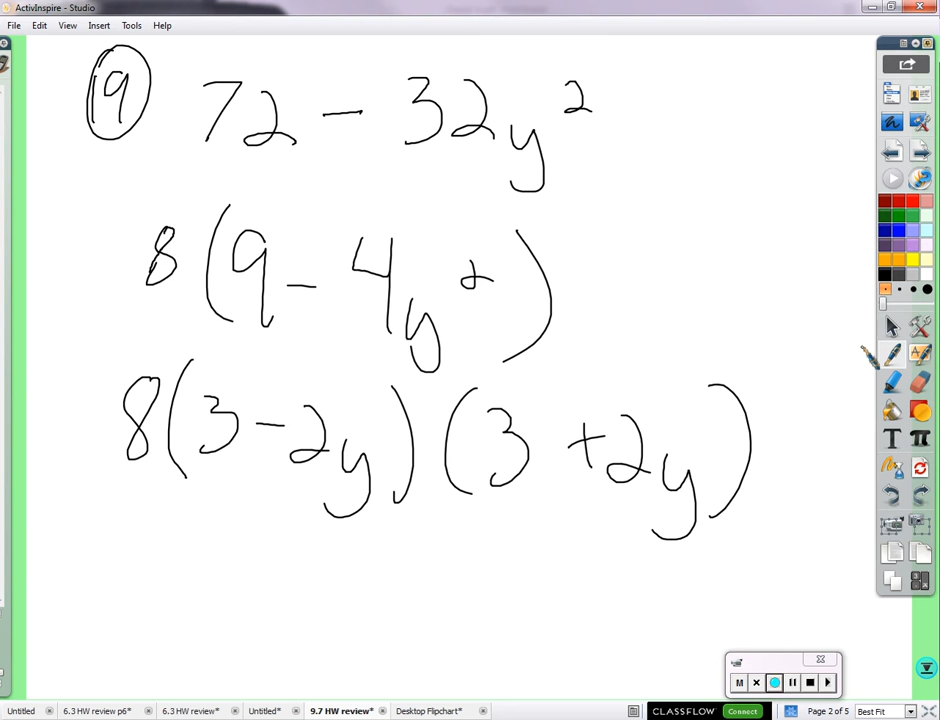 ActivInspire - Studio
File Edit View Insert Tools Help
19 72 - 32y²
8(9 - 4y²)
8(3 - 2y)(3 + 2y)
M
Untitled 6.3 HW review p6* 6.3 HW review* Untitled* 9.7 HW review* Desktop Flipchart* CLASSFLOW Connect Page 2 of 5 Best Fit